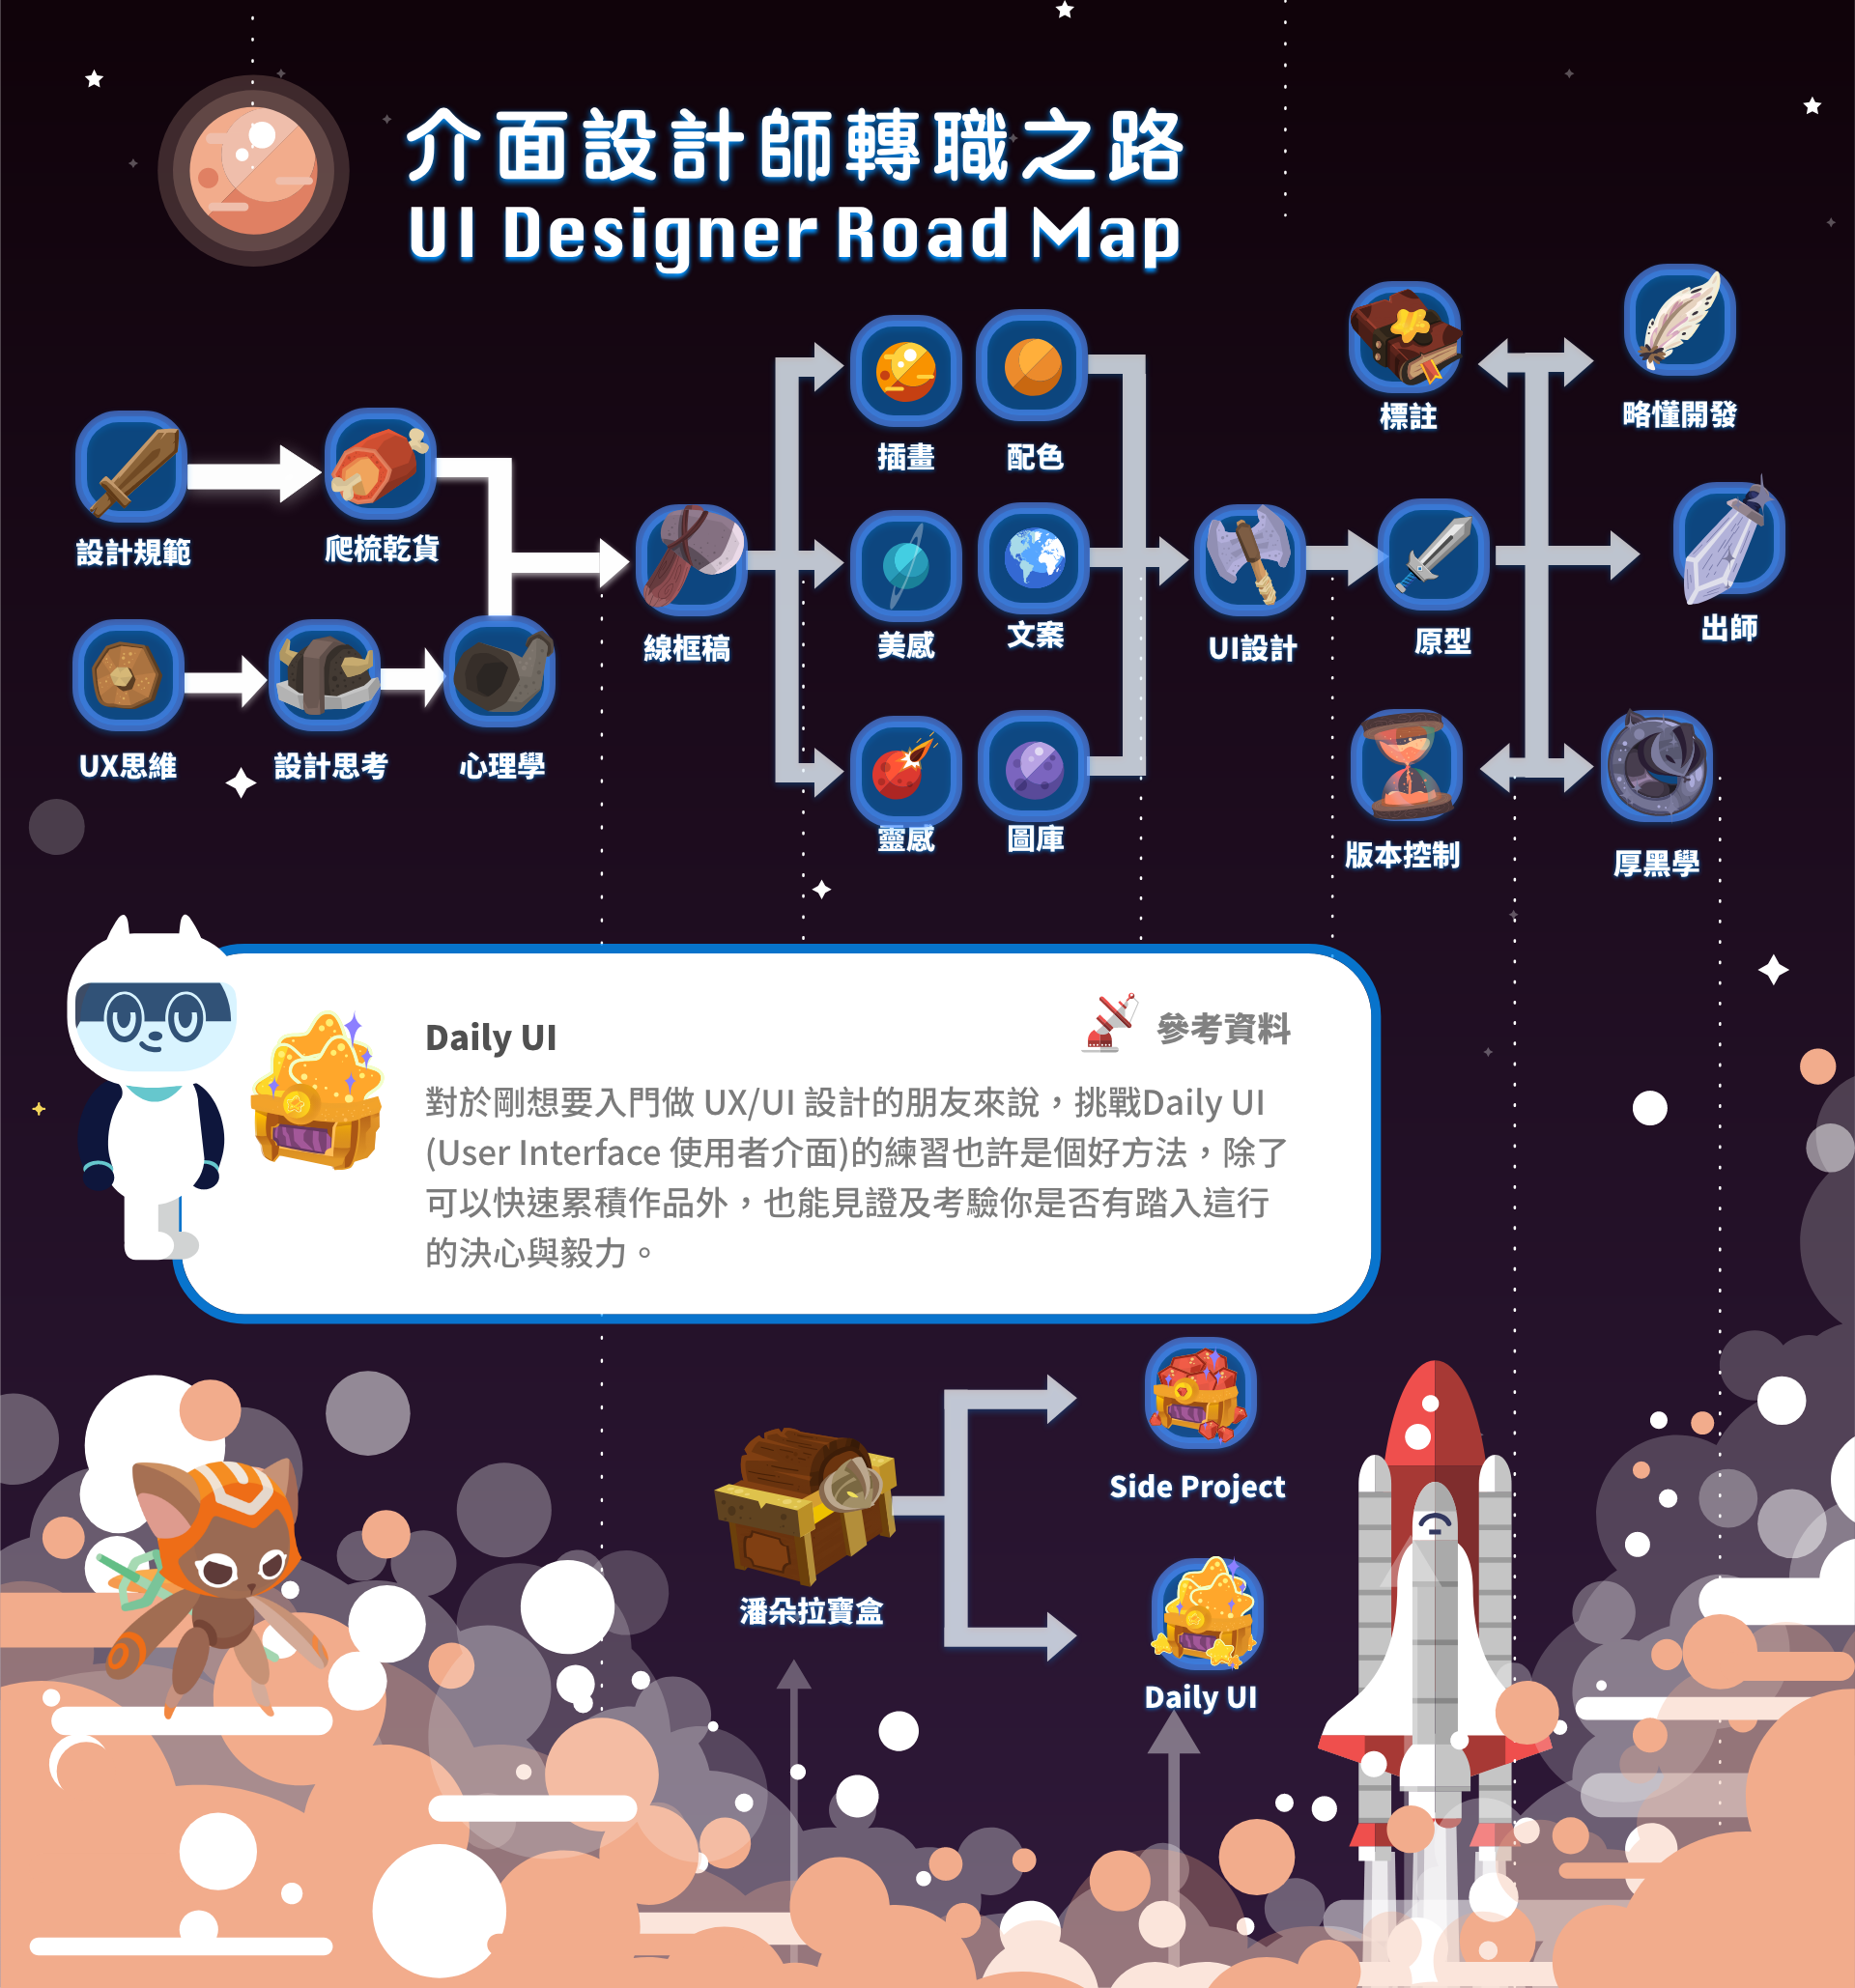 介面設計師轉職之路
UI Designer Road Map
設計規範
爬梳乾貨
UX思維
設計思考
心理學
線框稿
插畫
配色
美感
文案
靈感
圖庫
UI設計
原型
標註
略懂開發
出師
版本控制
厚黑學
Daily UI
參考資料
對於剛想要入門做 UX/UI 設計的朋友來說，挑戰Daily UI
(User Interface 使用者介面)的練習也許是個好方法，除了
可以快速累積作品外，也能見證及考驗你是否有踏入這行
的決心與毅力。
潘朵拉寶盒
Side Project
Daily UI